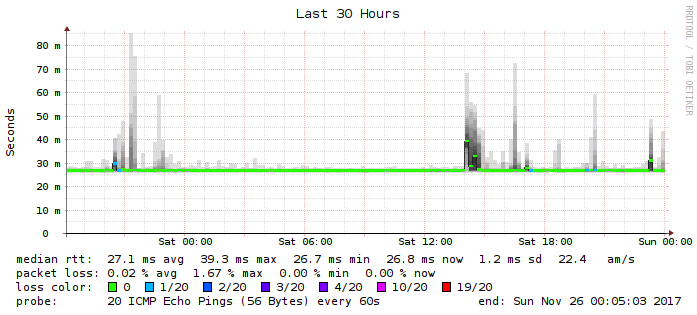 Last 30 Hours
RRDTOOL / TOBI OETIKER
Seconds
80 m
70 m
60 m
50 m
40 m
30 m
20 m
10 m
0
Sat 00:00 Sat 06:00 Sat 12:00 Sat 18:00 Sun 00:00
median rtt: 27.1 ms avg 39.3 ms max 26.7 ms min 26.8 ms now 1.2 ms sd 22.4 am/s
packet loss: 0.02 % avg 1.67 % max 0.00 % min 0.00 % now
loss color: 0 1/20 2/20 3/20 4/20 10/20 19/20
probe: 20 ICMP Echo Pings (56 Bytes) every 60s end: Sun Nov 26 00:05:03 2017